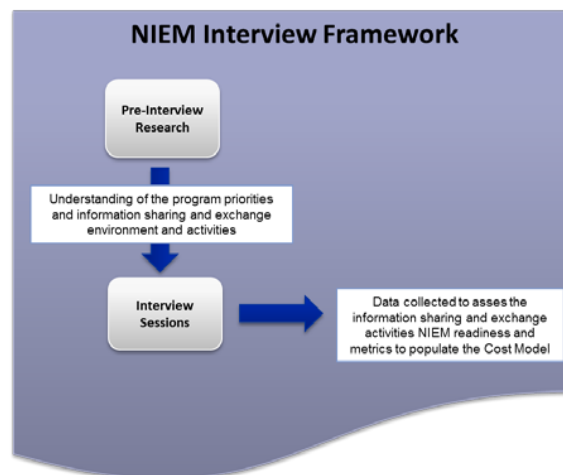 NIEM Interview Framework
Pre-Interview
Research
Understanding of the program priorities
and information sharing and exchange
environment and activities
Interview
Sessions
Data collected to asses the
information sharing and exchange
activities NIEM readiness and
metrics to populate the Cost Model